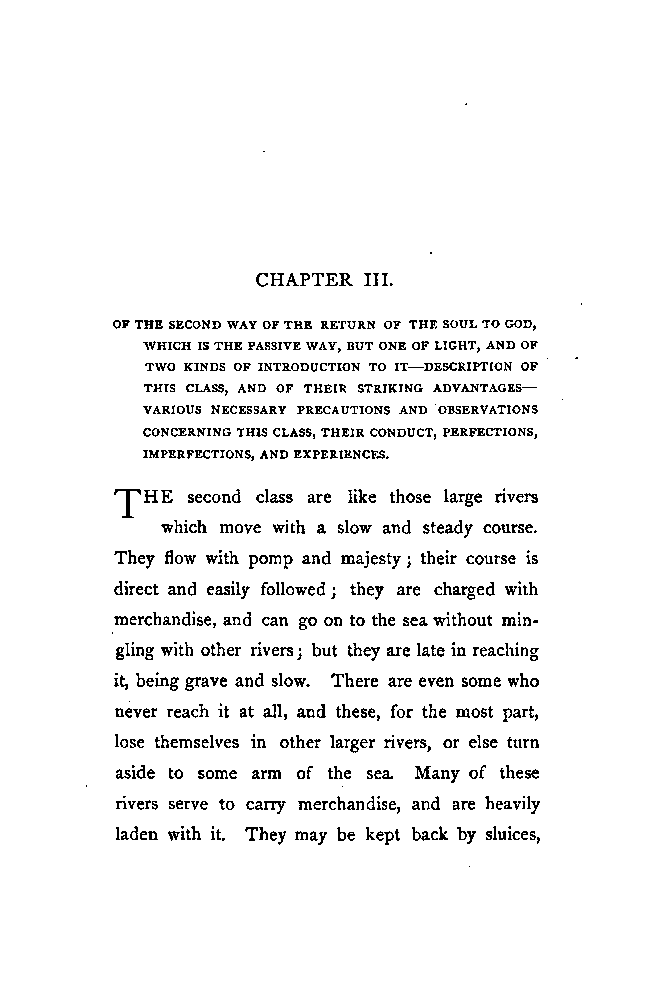 CHAPTER III.
OF THE SECOND WAY OF THE RETURN OF THE SOUL TO GOD,
WHICH IS THE PASSIVE WAY, BUT ONE OF LIGHT, AND OF
TWO KINDS OF INTRODUCTION TO IT—DESCRIPTION OF
THIS CLASS, AND OF THEIR STRIKING ADVANTAGES—
VARIOUS NECESSARY PRECAUTIONS AND OBSERVATIONS
CONCERNING THIS CLASS, THEIR CONDUCT, PERFECTIONS,
IMPERFECTIONS, AND EXPERIENCES.
THE second class are like those large rivers
which move with a slow and steady course.
They flow with pomp and majesty; their course is
direct and easily followed; they are charged with
merchandise, and can go on to the sea without min-
gling with other rivers; but they are late in reaching
it, being grave and slow. There are even some who
never reach it at all, and these, for the most part,
lose themselves in other larger rivers, or else turn
aside to some arm of the sea. Many of these
rivers serve to carry merchandise, and are heavily
laden with it. They may be kept back by sluices,